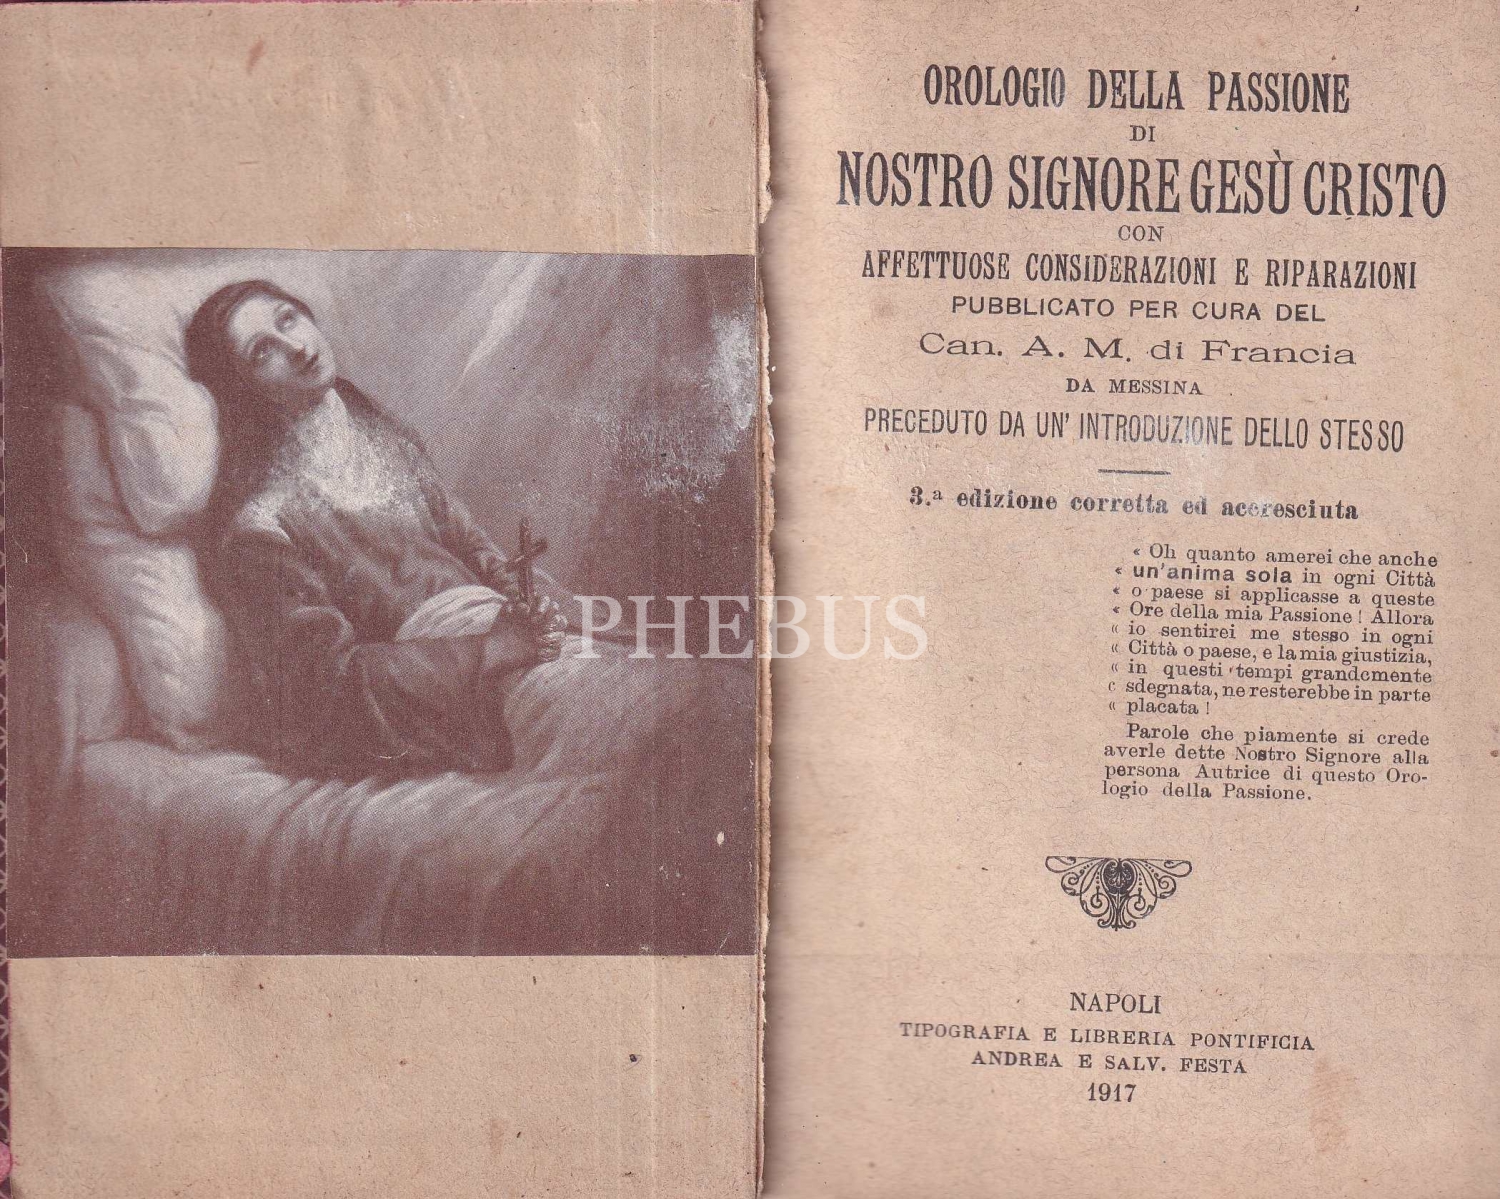 OROLOGIO DELLA PASSIONE
DI
NOSTRO SIGNORE GESÙ CRISTO
CON
AFFETTUOSE CONSIDERAZIONI E RIPARAZIONI
PUBBLICATO PER CURA DEL
Can. A. M. di Francia
DA MESSINA
PRECEDUTO DA UN' INTRODUZIONE DELLO STESSO
3.ª edizione corretta ed accresciuta
« Oh quanto amerei che anche
« un'anima sola in ogni Città
« o paese si applicasse a queste
« Ore della mia Passione! Allora
« io sentirei me stesso in ogni
« Città o paese, e la mia giustizia,
« in questi tempi grandemente
« sdegnata, ne resterebbe in parte
« placata!
Parole che piamente si crede
averle dette Nostro Signore alla
persona Autrice di questo Oro-
logio della Passione.
PHEBUS
NAPOLI
TIPOGRAFIA E LIBRERIA PONTIFICIA
ANDREA E SALV. FESTA
1917